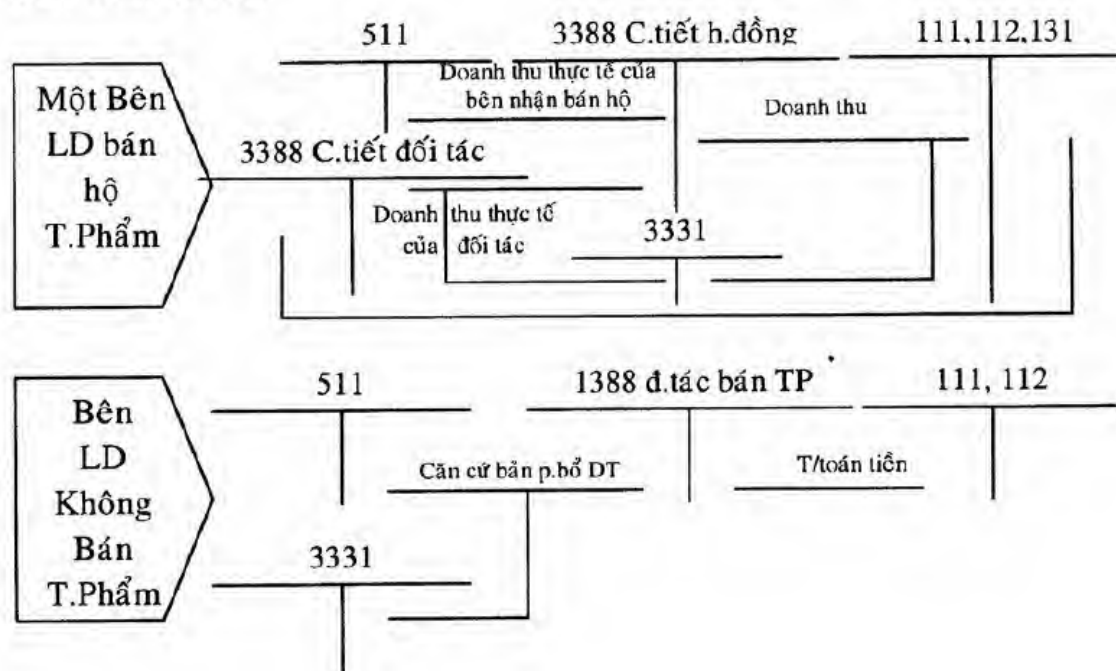 511 3388 C.tiết h.đồng 111,112,131
Một Bên
LD bán
hộ
T.Phẩm
Doanh thu thực tế của
bên nhận bán hộ
Doanh thu
3388 C.tiết đối tác
Doanh thu thực tế
của đối tác
3331
511 1388 đ.tác bán TP 111, 112
Bên
LD
Không
Bán
T.Phẩm
Căn cứ bản p.bổ DT
T/toán tiền
3331